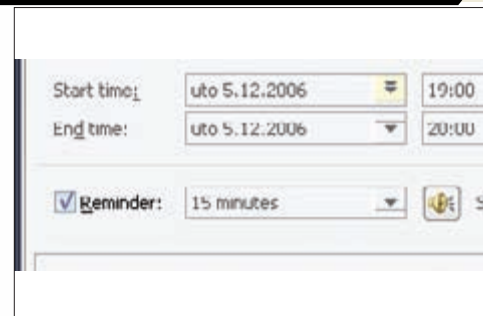 Start time: uto 5.12.2006 19:00
End time: uto 5.12.2006 20:00
Reminder: 15 minutes